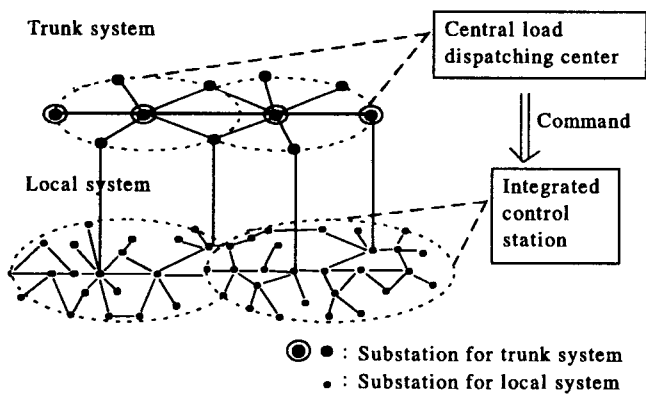 Trunk system
Central load
dispatching center
Command
Local system
Integrated
control
station
: Substation for trunk system
: Substation for local system